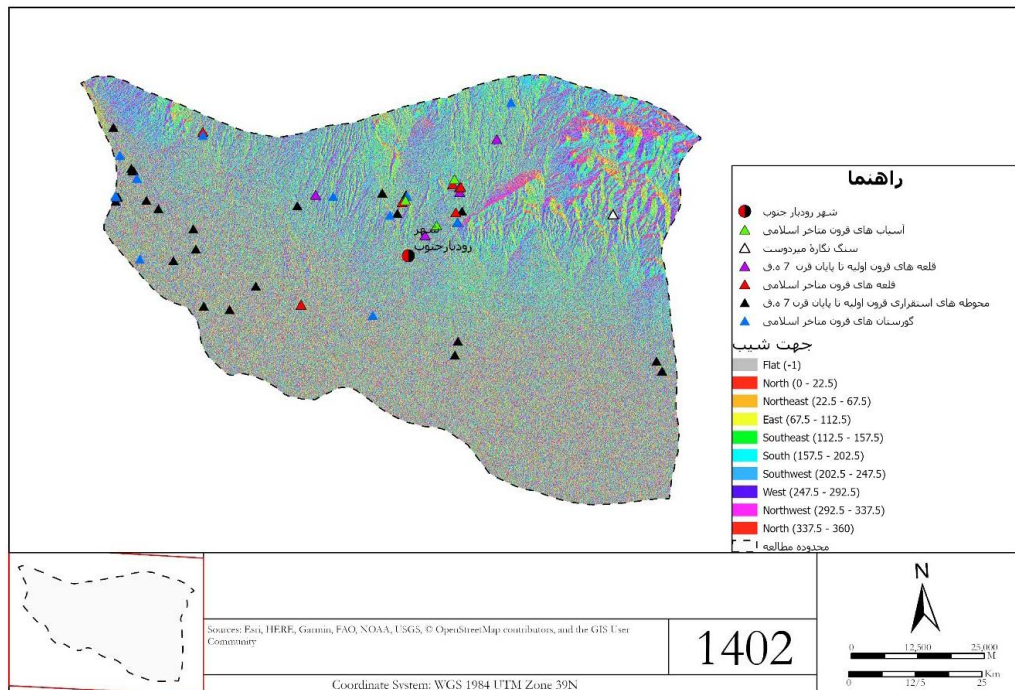 شهر
رودبارجنوب
راهنما
شهر رودبار جنوب
آسیاب های قرون متاخر اسلامی
سنگ نگارهٔ میردوست
قلعه های قرون اولیه تا پایان قرن 7 ه.ق
قلعه های قرون متاخر اسلامی
محوطه های استقراری قرون اولیه تا پایان قرن 7 ه.ق
گورستان های قرون متاخر اسلامی
جهت شیب
Flat (-1)
North (0 - 22.5)
Northeast (22.5 - 67.5)
East (67.5 - 112.5)
Southeast (112.5 - 157.5)
South (157.5 - 202.5)
Southwest (202.5 - 247.5)
West (247.5 - 292.5)
Northwest (292.5 - 337.5)
North (337.5 - 360)
محدوده مطالعه
Sources: Esri, HERE, Garmin, FAO, NOAA, USGS, © OpenStreetMap contributors, and the GIS User
Community
1402
Coordinate System: WGS 1984 UTM Zone 39N
N
0 12,500 25,000
M
Km
0 12/5 25